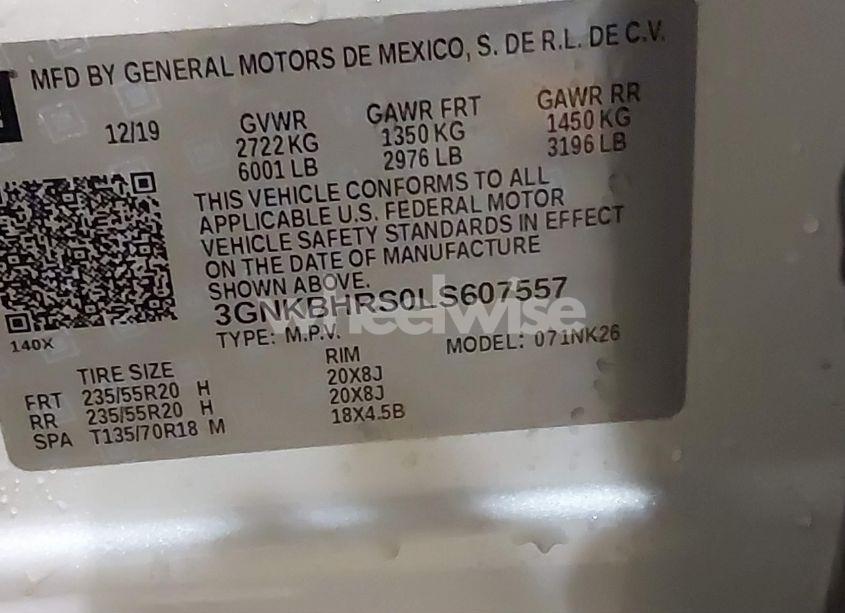 MFD BY GENERAL MOTORS DE MEXICO, S. DE R.L. DE C.V.
12/19 GVWR GAWR FRT GAWR RR
2722 KG 1350 KG 1450 KG
6001 LB 2976 LB 3196 LB
THIS VEHICLE CONFORMS TO ALL
APPLICABLE U.S. FEDERAL MOTOR
VEHICLE SAFETY STANDARDS IN EFFECT
ON THE DATE OF MANUFACTURE
SHOWN ABOVE.
3GNKBHRS0LS607557
wheelwise
140X
TYPE: M.P.V. MODEL: 071NK26
TIRE SIZE RIM
FRT 235/55R20 H 20X8J
RR 235/55R20 H 20X8J
SPA T135/70R18 M 18X4.5B